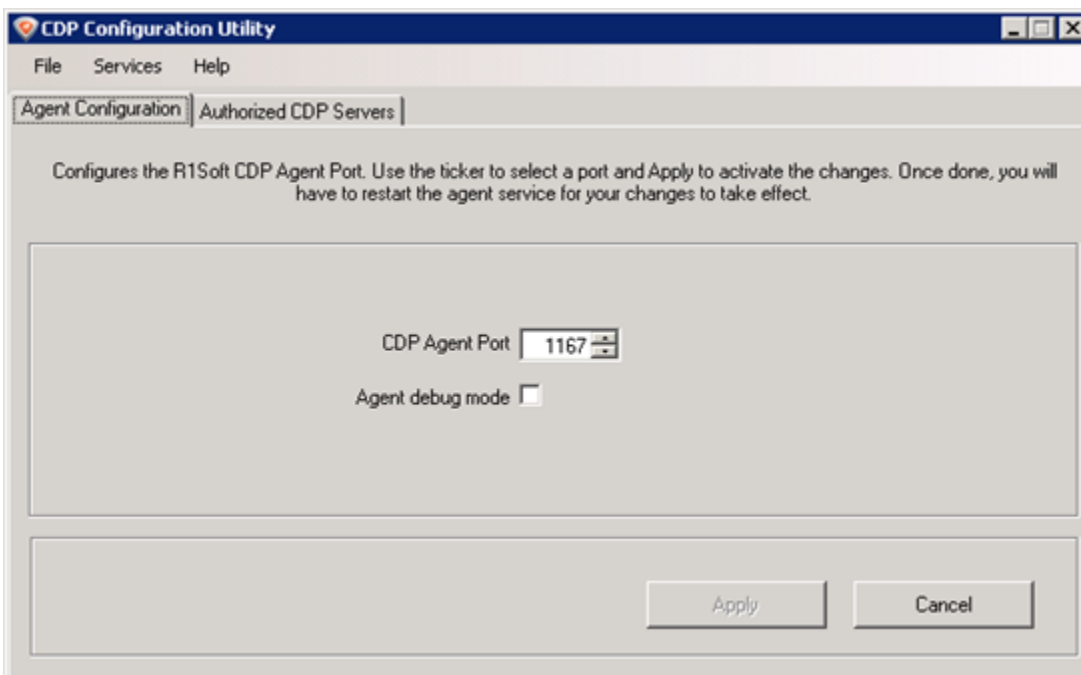 CDP Configuration Utility
File Services Help
Agent Configuration Authorized CDP Servers
Configures the R1Soft CDP Agent Port. Use the ticker to select a port and Apply to activate the changes. Once done, you will
have to restart the agent service for your changes to take effect.
CDP Agent Port 1167
Agent debug mode
Apply Cancel